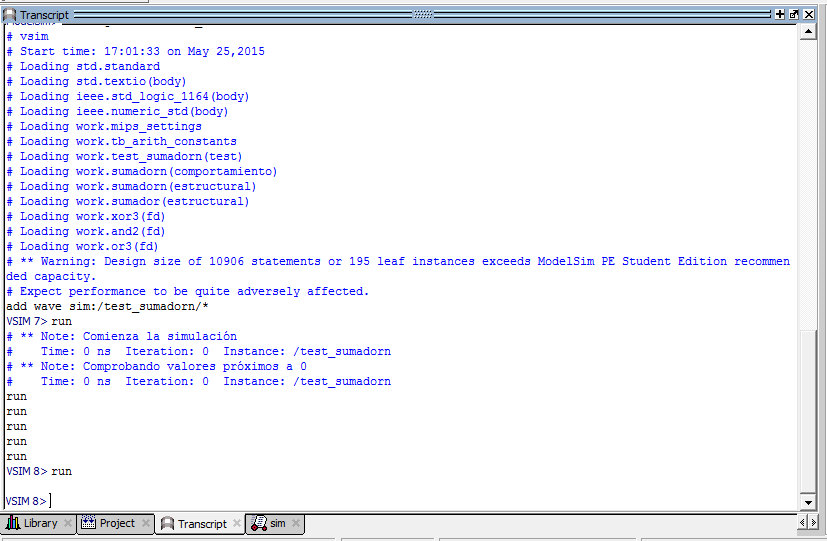 Transcript
# vsim
# Start time: 17:01:33 on May 25,2015
# Loading std.standard
# Loading std.textio(body)
# Loading ieee.std_logic_1164(body)
# Loading ieee.numeric_std(body)
# Loading work.mips_settings
# Loading work.tb_arith_constants
# Loading work.test_sumadorn(test)
# Loading work.sumadorn(comportamiento)
# Loading work.sumadorn(estructural)
# Loading work.sumador(estructural)
# Loading work.xor3(fd)
# Loading work.and2(fd)
# Loading work.or3(fd)
# ** Warning: Design size of 10906 statements or 195 leaf instances exceeds ModelSim PE Student Edition recommen
ded capacity.
# Expect performance to be quite adversely affected.
add wave sim:/test_sumadorn/*
VSIM 7> run
# ** Note: Comienza la simulación
#    Time: 0 ns  Iteration: 0  Instance: /test_sumadorn
# ** Note: Comprobando valores próximos a 0
#    Time: 0 ns  Iteration: 0  Instance: /test_sumadorn
run
run
run
run
run
VSIM 8> run
VSIM 8>
Library Project Transcript sim